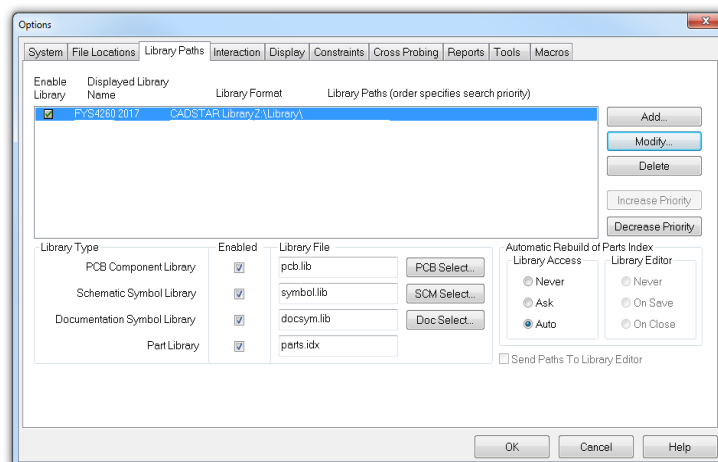 Options
System File Locations Library Paths Interaction Display Constraints Cross Probing Reports Tools Macros
Enable Library
Displayed Library Name
Library Format
Library Paths (order specifies search priority)
FYS4260 2017 CADSTAR Library Z:\Library\
Add...
Modify...
Delete
Increase Priority
Decrease Priority
Library Type Enabled Library File
PCB Component Library pcb.lib PCB Select...
Schematic Symbol Library symbol.lib SCM Select...
Documentation Symbol Library docsym.lib Doc Select...
Part Library parts.idx
Automatic Rebuild of Parts Index
Library Access Library Editor
Never Never
Ask On Save
Auto On Close
Send Paths To Library Editor
OK Cancel Help